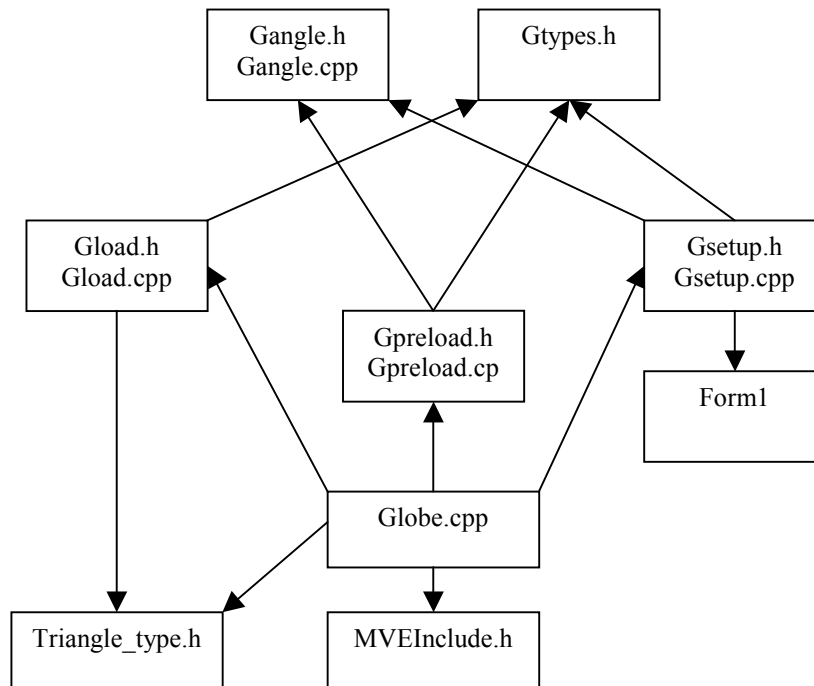 Gangle.h
Gangle.cpp
Gtypes.h
Gload.h
Gload.cpp
Gsetup.h
Gsetup.cpp
Gpreload.h
Gpreload.cp
Form1
Globe.cpp
Triangle_type.h
MVEInclude.h